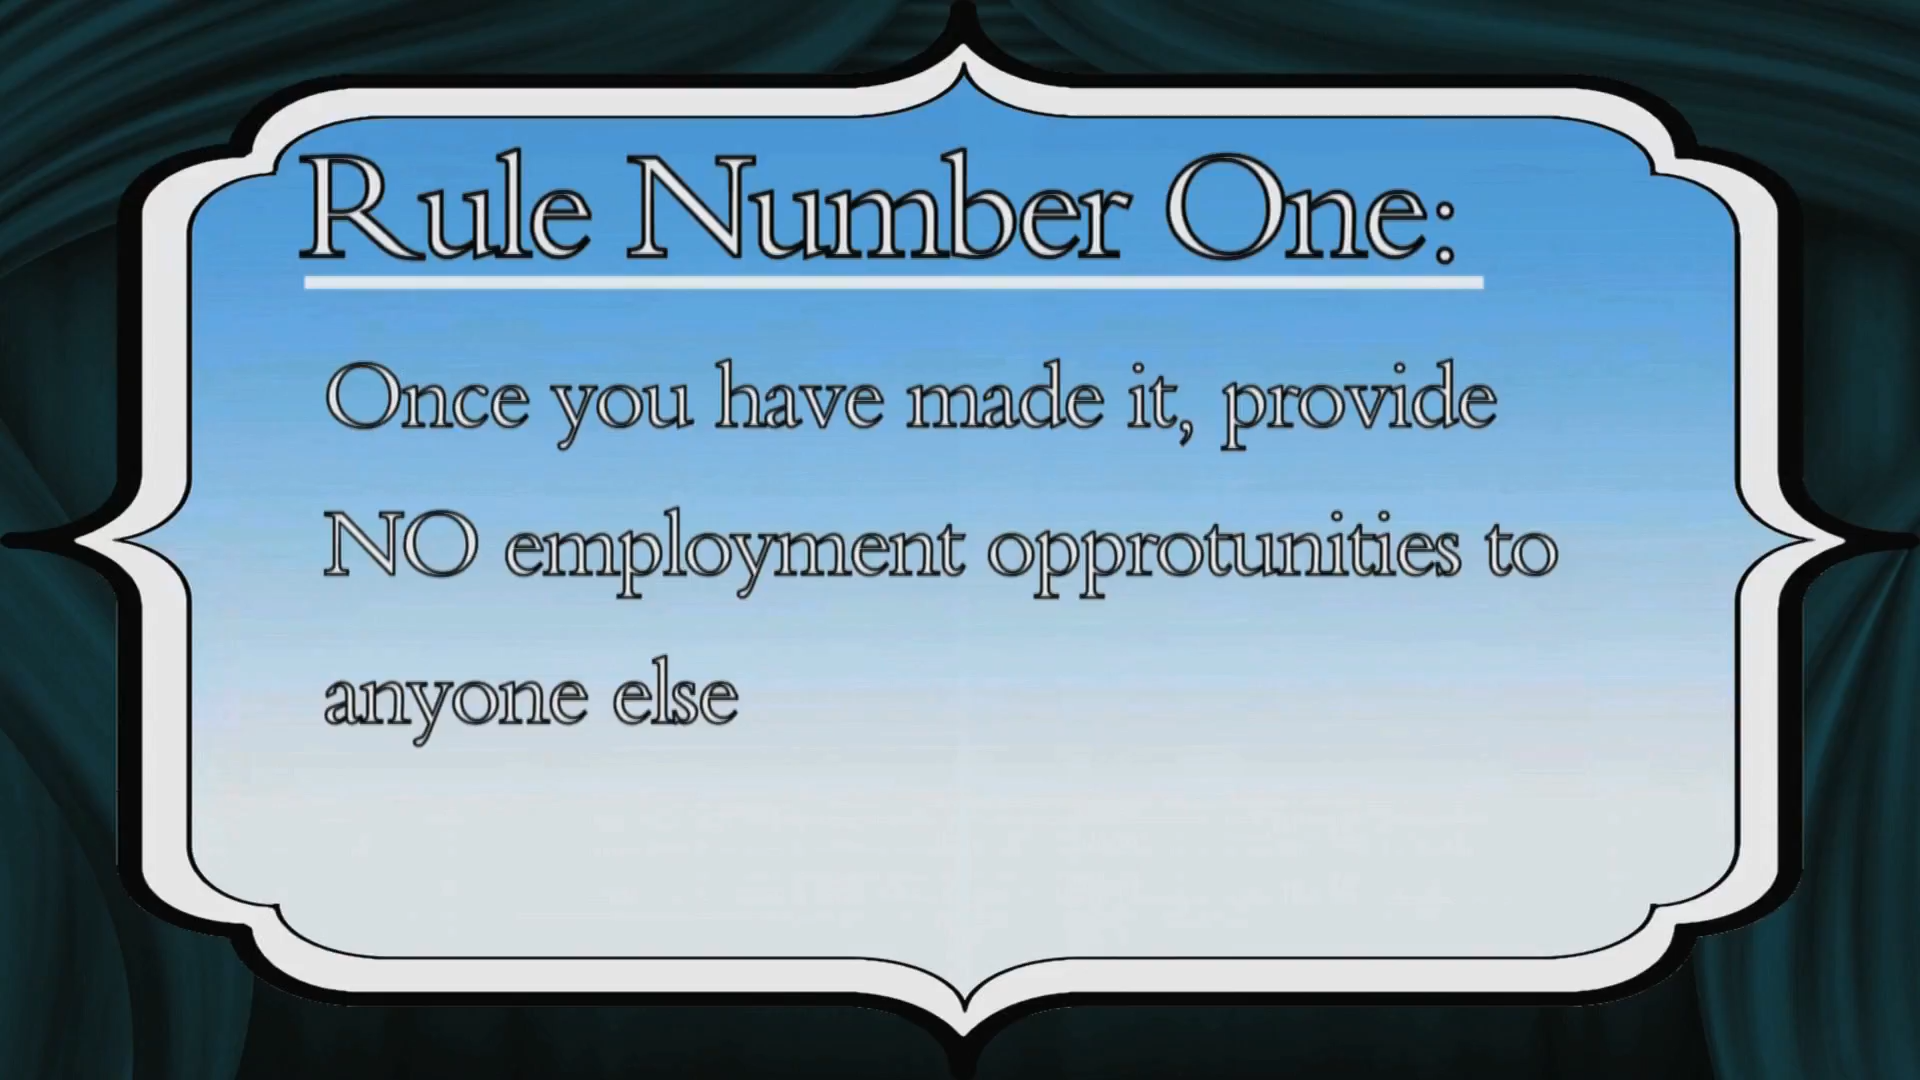 Rule Number One:
Once you have made it, provide
NO employment opprotunities to
anyone else